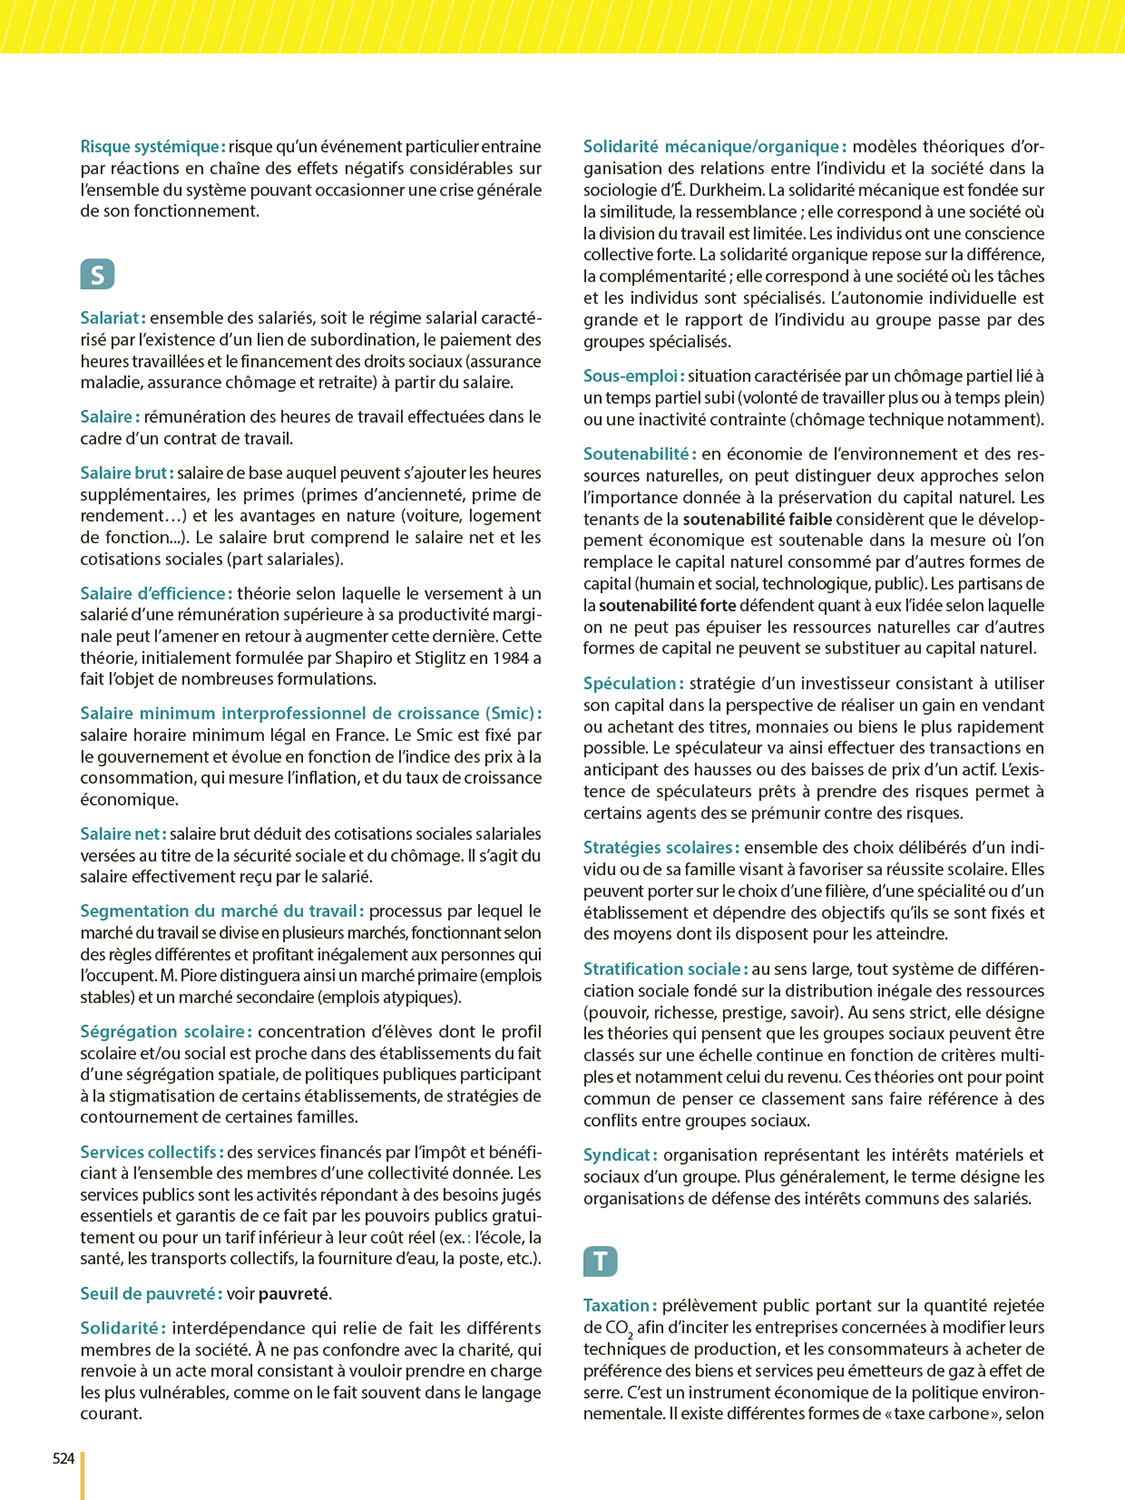 Risque systémique : risque qu’un événement particulier entraine
par réactions en chaîne des effets négatifs considérables sur
l’ensemble du système pouvant occasionner une crise générale
de son fonctionnement.
S
Salariat : ensemble des salariés, soit le régime salarial caracté-
risé par l’existence d’un lien de subordination, le paiement des
heures travaillées et le financement des droits sociaux (assurance
maladie, assurance chômage et retraite) à partir du salaire.
Salaire : rémunération des heures de travail effectuées dans le
cadre d’un contrat de travail.
Salaire brut : salaire de base auquel peuvent s’ajouter les heures
supplémentaires, les primes (primes d’ancienneté, prime de
rendement…) et les avantages en nature (voiture, logement
de fonction...). Le salaire brut comprend le salaire net et les
cotisations sociales (part salariales).
Salaire d’efficience : théorie selon laquelle le versement à un
salarié d’une rémunération supérieure à sa productivité margi-
nale peut l’amener en retour à augmenter cette dernière. Cette
théorie, initialement formulée par Shapiro et Stiglitz en 1984 a
fait l’objet de nombreuses formulations.
Salaire minimum interprofessionnel de croissance (Smic) :
salaire horaire minimum légal en France. Le Smic est fixé par
le gouvernement et évolue en fonction de l’indice des prix à la
consommation, qui mesure l’inflation, et du taux de croissance
économique.
Salaire net : salaire brut déduit des cotisations sociales salariales
versées au titre de la sécurité sociale et du chômage. Il s’agit du
salaire effectivement reçu par le salarié.
Segmentation du marché du travail : processus par lequel le
marché du travail se divise en plusieurs marchés, fonctionnant selon
des règles différentes et profitant inégalement aux personnes qui
l’occupent. M. Piore distinguera ainsi un marché primaire (emplois
stables) et un marché secondaire (emplois atypiques).
Ségrégation scolaire : concentration d’élèves dont le profil
scolaire et/ou social est proche dans des établissements du fait
d’une ségrégation spatiale, de politiques publiques participant
à la stigmatisation de certains établissements, de stratégies de
contournement de certaines familles.
Services collectifs : des services financés par l’impôt et bénéfi-
ciant à l’ensemble des membres d’une collectivité donnée. Les
services publics sont les activités répondant à des besoins jugés
essentiels et garantis de ce fait par les pouvoirs publics gratui-
tement ou pour un tarif inférieur à leur coût réel (ex. : l’école, la
santé, les transports collectifs, la fourniture d’eau, la poste, etc.).
Seuil de pauvreté : voir pauvreté.
Solidarité : interdépendance qui relie de fait les différents
membres de la société. À ne pas confondre avec la charité, qui
renvoie à un acte moral consistant à vouloir prendre en charge
les plus vulnérables, comme on le fait souvent dans le langage
courant.
Solidarité mécanique/organique : modèles théoriques d’or-
ganisation des relations entre l’individu et la société dans la
sociologie d’É. Durkheim. La solidarité mécanique est fondée sur
la similitude, la ressemblance ; elle correspond à une société où
la division du travail est limitée. Les individus ont une conscience
collective forte. La solidarité organique repose sur la différence,
la complémentarité ; elle correspond à une société où les tâches
et les individus sont spécialisés. L’autonomie individuelle est
grande et le rapport de l’individu au groupe passe par des
groupes spécialisés.
Sous-emploi : situation caractérisée par un chômage partiel lié à
un temps partiel subi (volonté de travailler plus ou à temps plein)
ou une inactivité contrainte (chômage technique notamment).
Soutenabilité : en économie de l’environnement et des res-
sources naturelles, on peut distinguer deux approches selon
l’importance donnée à la préservation du capital naturel. Les
tenants de la soutenabilité faible considèrent que le dévelop-
pement économique est soutenable dans la mesure où l’on
remplace le capital naturel consommé par d’autres formes de
capital (humain et social, technologique, public). Les partisans de
la soutenabilité forte défendent quant à eux l’idée selon laquelle
on ne peut pas épuiser les ressources naturelles car d’autres
formes de capital ne peuvent se substituer au capital naturel.
Spéculation : stratégie d’un investisseur consistant à utiliser
son capital dans la perspective de réaliser un gain en vendant
ou achetant des titres, monnaies ou biens le plus rapidement
possible. Le spéculateur va ainsi effectuer des transactions en
anticipant des hausses ou des baisses de prix d’un actif. L’exis-
tence de spéculateurs prêts à prendre des risques permet à
certains agents des se prémunir contre des risques.
Stratégies scolaires : ensemble des choix délibérés d’un indi-
vidu ou de sa famille visant à favoriser sa réussite scolaire. Elles
peuvent porter sur le choix d’une filière, d’une spécialité ou d’un
établissement et dépendre des objectifs qu’ils se sont fixés et
des moyens dont ils disposent pour les atteindre.
Stratification sociale : au sens large, tout système de différen-
ciation sociale fondé sur la distribution inégale des ressources
(pouvoir, richesse, prestige, savoir). Au sens strict, elle désigne
les théories qui pensent que les groupes sociaux peuvent être
classés sur une échelle continue en fonction de critères multi-
ples et notamment celui du revenu. Ces théories ont pour point
commun de penser ce classement sans faire référence à des
conflits entre groupes sociaux.
Syndicat : organisation représentant les intérêts matériels et
sociaux d’un groupe. Plus généralement, le terme désigne les
organisations de défense des intérêts communs des salariés.
T
Taxation : prélèvement public portant sur la quantité rejetée
de CO₂ afin d’inciter les entreprises concernées à modifier leurs
techniques de production, et les consommateurs à acheter de
préférence des biens et services peu émetteurs de gaz à effet de
serre. C’est un instrument économique de la politique environ-
nementale. Il existe différentes formes de « taxe carbone », selon
524